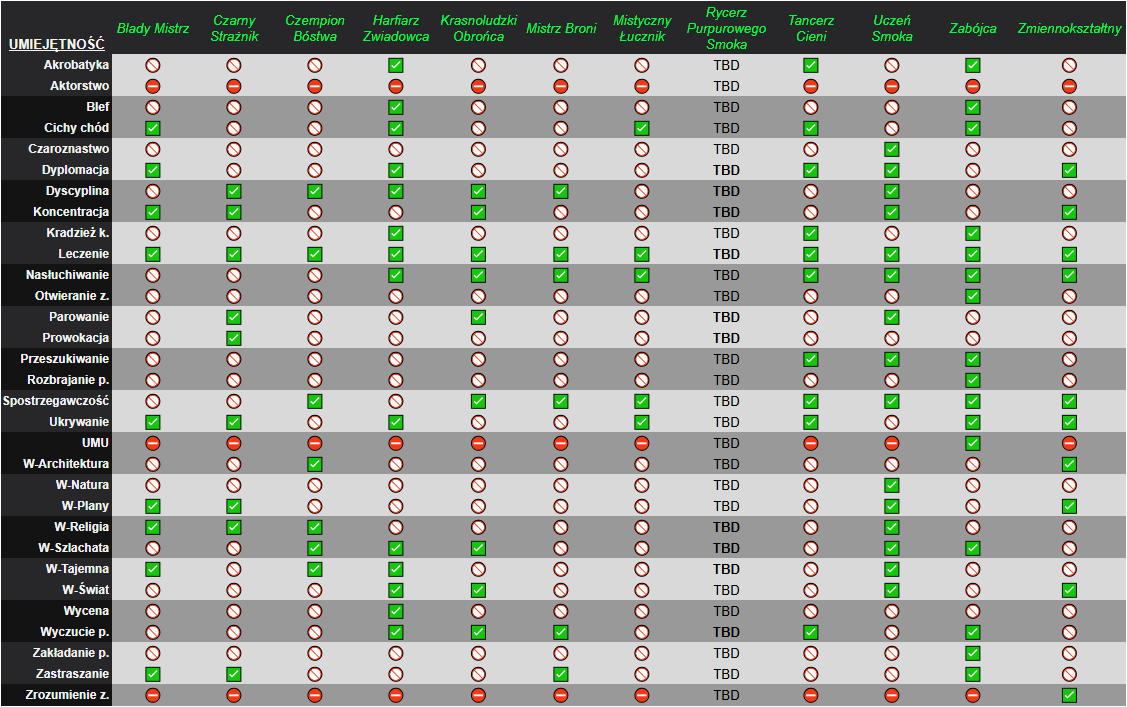 UMIEJĘTNOŚĆ Blady Mistrz Czarny Strażnik Czempion Bóstwa Harfiarz Zwiadowca Krasnoludzki Obrońca Mistrz Broni Mistyczny Łucznik Rycerz Purpurowego Smoka Tancerz Cieni Uczeń Smoka Zabójca Zmiennokształtny
Akrobatyka TBD
Aktorstwo TBD
Blef TBD
Cichy chód TBD
Czaroznastwo TBD
Dyplomacja TBD
Dyscyplina TBD
Koncentracja TBD
Kradzież k. TBD
Leczenie TBD
Nasłuchiwanie TBD
Otwieranie z. TBD
Parowanie TBD
Prowokacja TBD
Przeszukiwanie TBD
Rozbrajanie p. TBD
Spostrzegawczość TBD
Ukrywanie TBD
UMU TBD
W-Architektura TBD
W-Natura TBD
W-Plany TBD
W-Religia TBD
W-Szlachata TBD
W-Tajemna TBD
W-Świat TBD
Wycena TBD
Wyczucie p. TBD
Zakładanie p. TBD
Zastraszanie TBD
Zrozumienie z. TBD